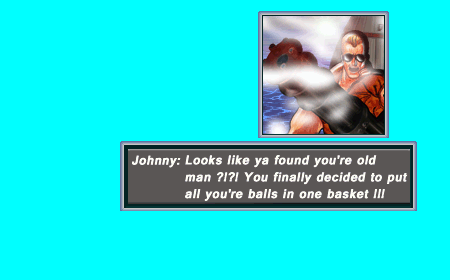 Johnny: Looks like ya found you're old
man ?!?! You finally decided to put
all you're balls in one basket !!!